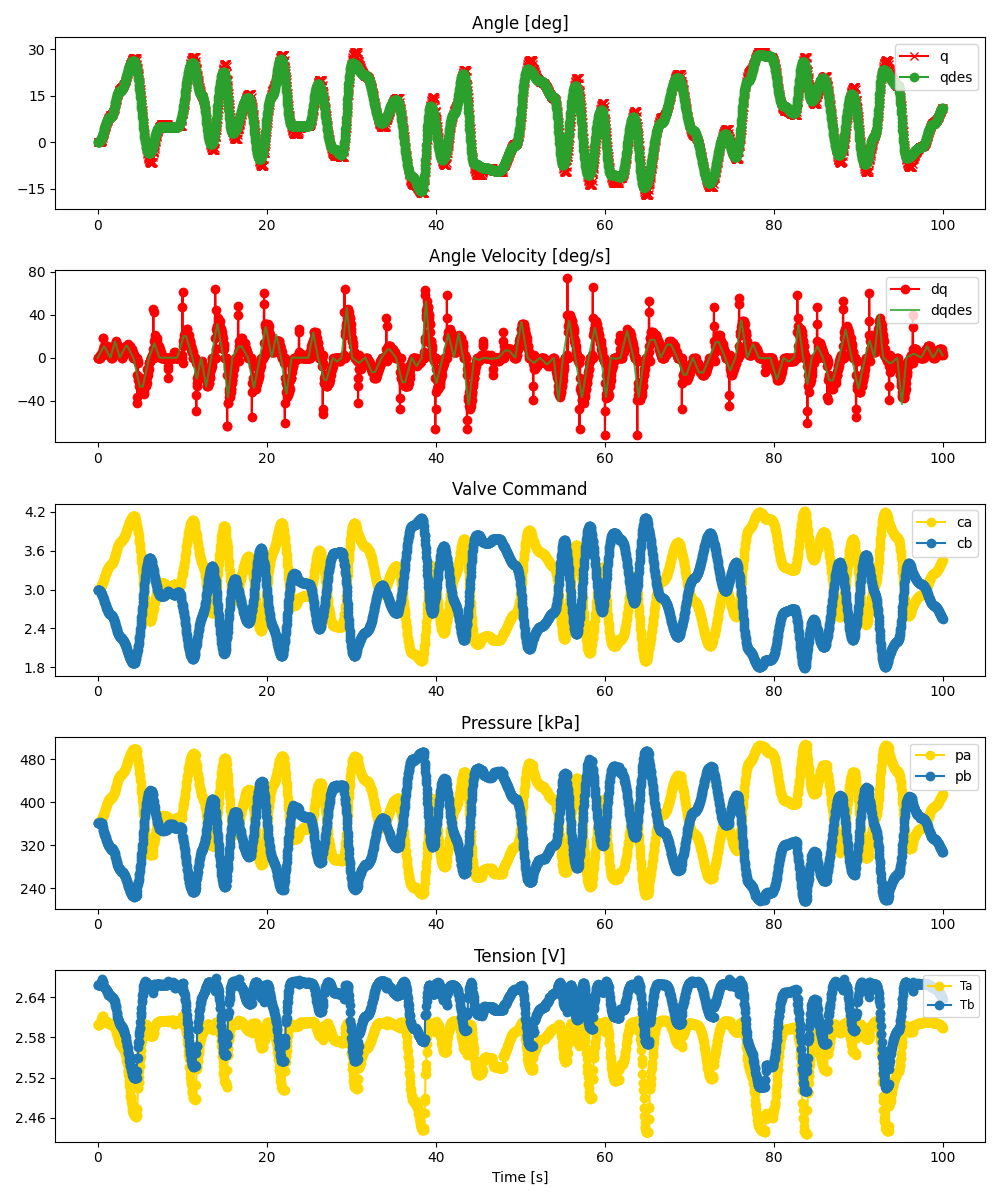 Angle [deg]
30
15
0
−15
q
qdes
0 20 40 60 80 100
Angle Velocity [deg/s]
80
40
0
−40
dq
dqdes
0 20 40 60 80 100
Valve Command
4.2
3.6
3.0
2.4
1.8
ca
cb
0 20 40 60 80 100
Pressure [kPa]
480
400
320
240
pa
pb
0 20 40 60 80 100
Tension [V]
2.64
2.58
2.52
2.46
Ta
Tb
0 20 40 60 80 100
Time [s]